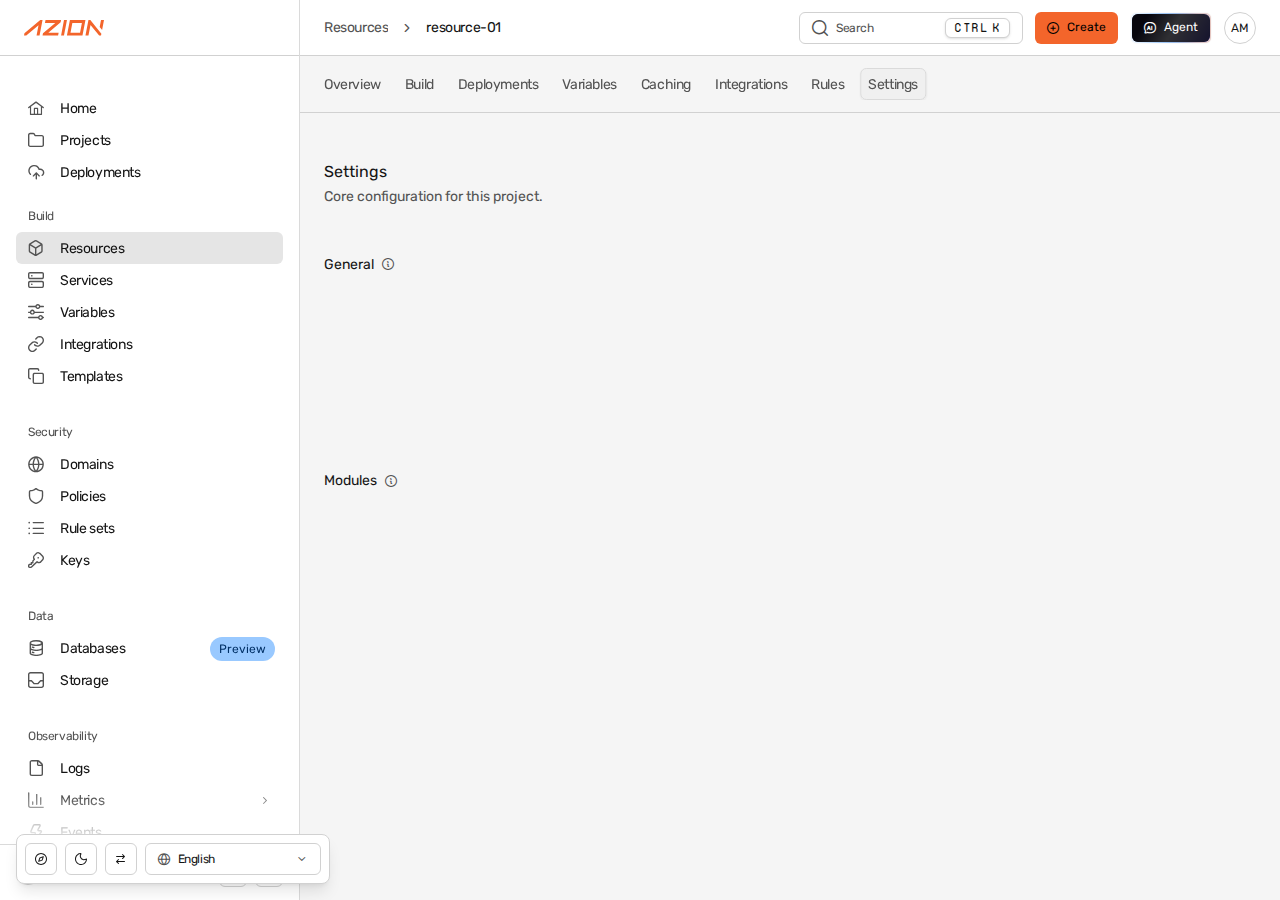 AZION
Resources
resource-01
Search
CTRL K
Create
Agent
AM
Overview
Build
Deployments
Variables
Caching
Integrations
Rules
Settings
Home
Projects
Deployments
Build
Resources
Services
Variables
Integrations
Templates
Security
Domains
Policies
Rule sets
Keys
Data
Databases
Preview
Storage
Observability
Logs
Metrics
Events
English
Settings
Core configuration for this project.
General
Modules